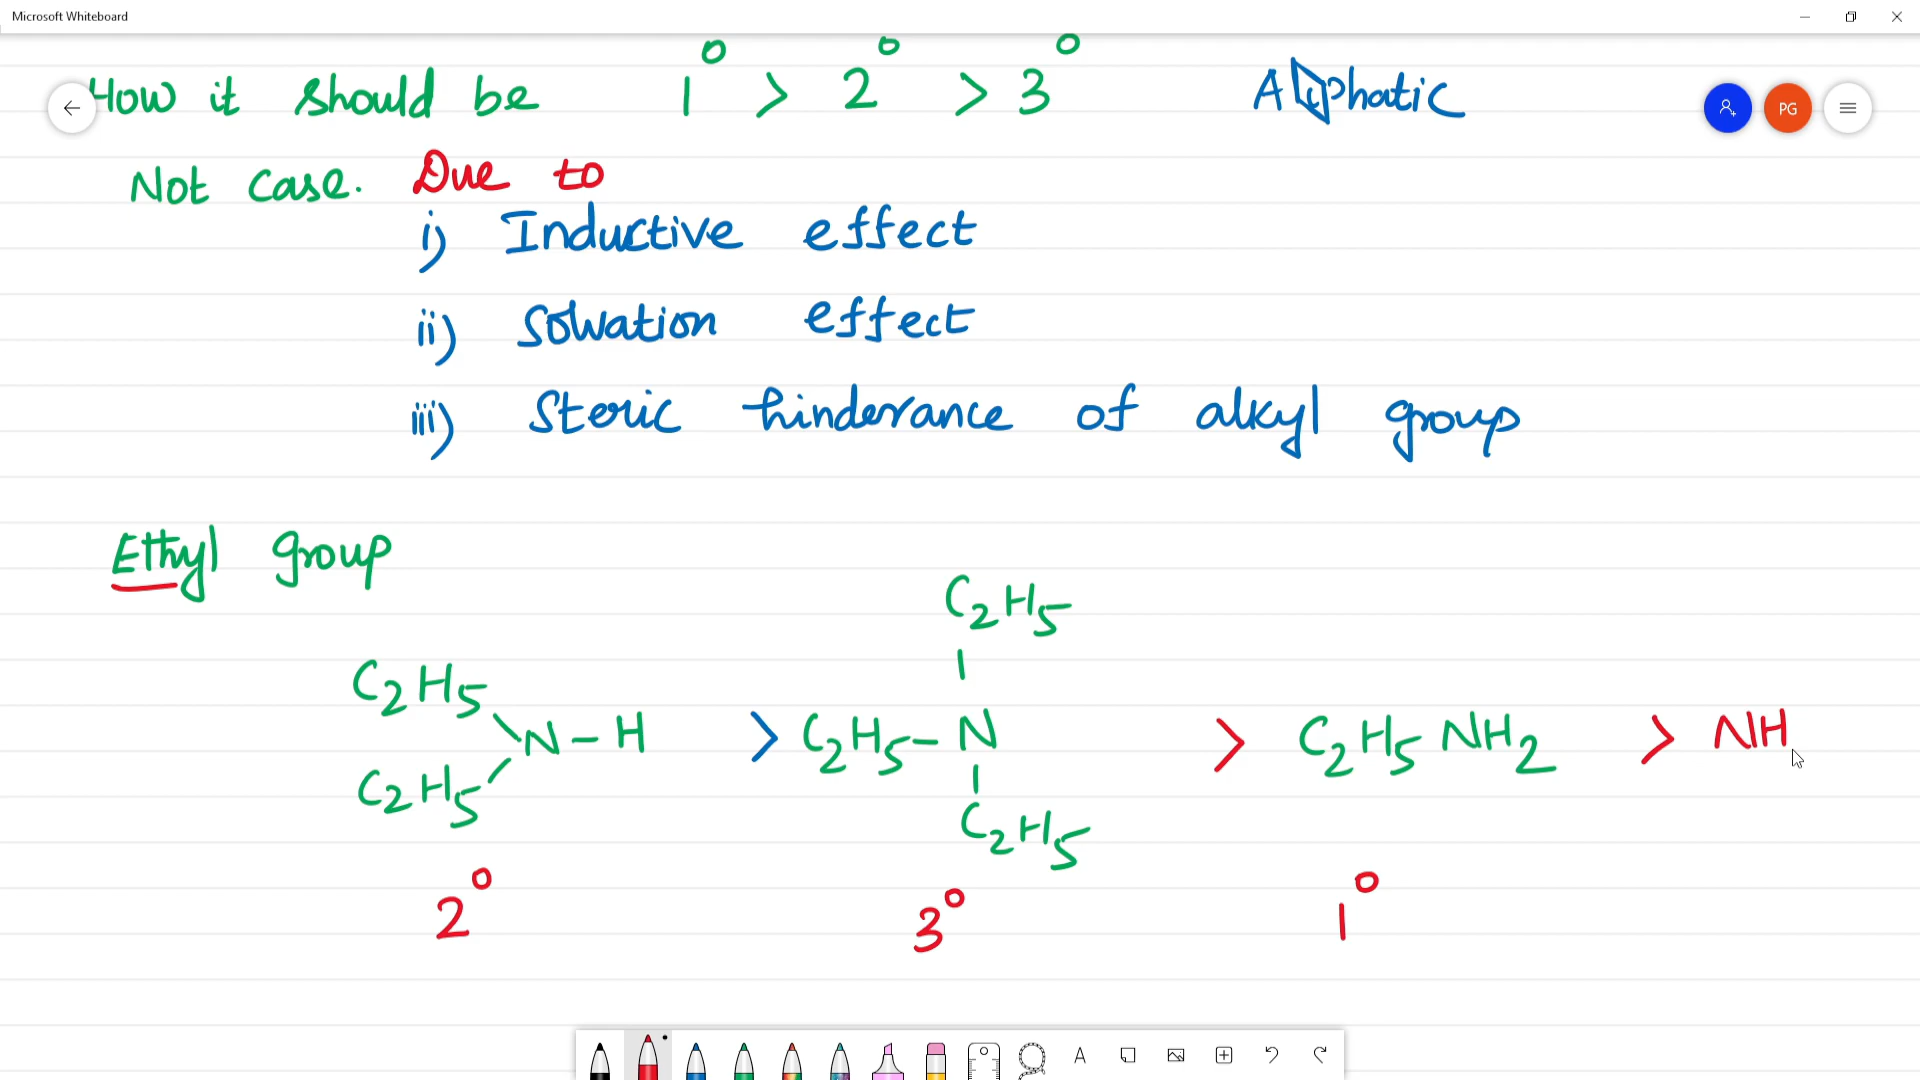 Microsoft Whiteboard
How it should be 1° > 2° > 3° Aliphatic
PG
Not case. Due to
i) Inductive effect
ii) Solvation effect
iii) Steric hinderance of alkyl group
Ethyl group
C2H5
C2H5
N - H > C2H5 - N > C2H5 NH2 > NH
C2H5
C2H5
2° 3° 1°
A